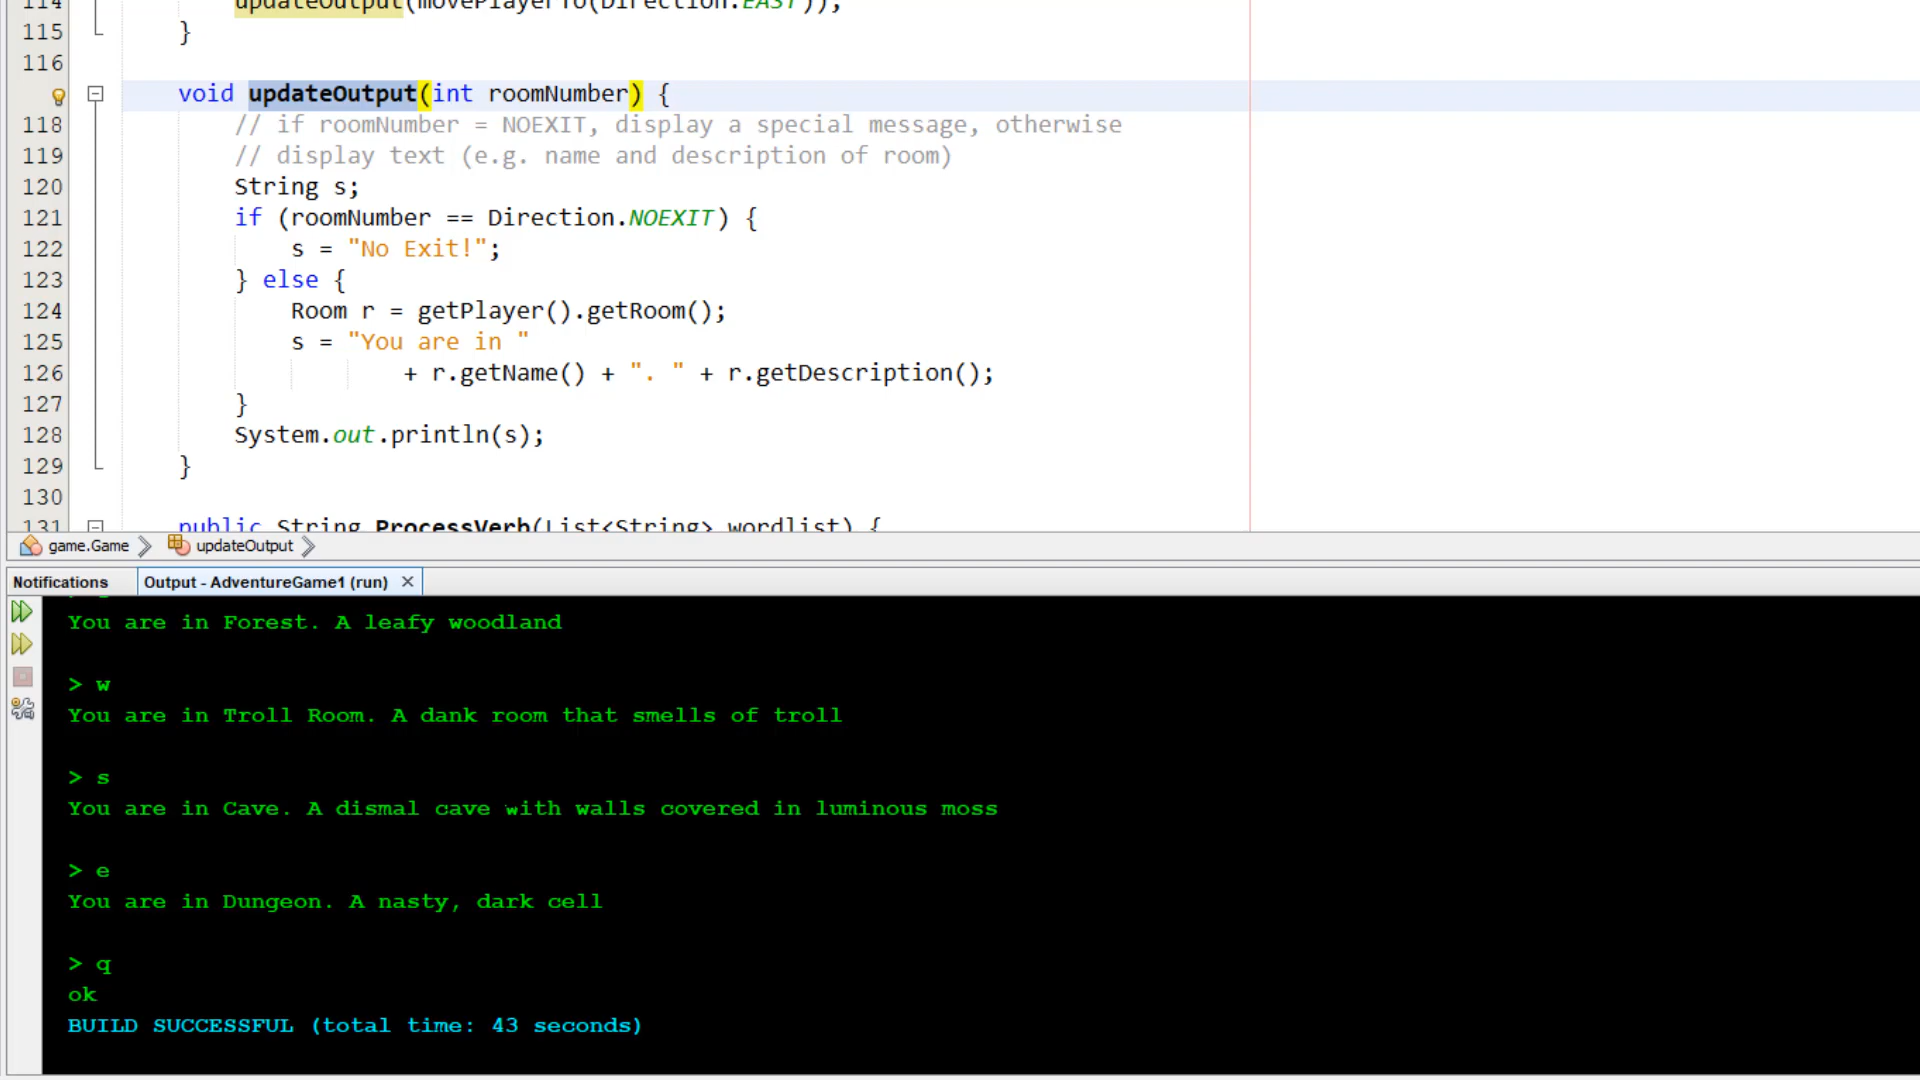 114 updateOutput(movePlayerTo(Direction.EAST));
115 }
116
void updateOutput(int roomNumber) {
118 // if roomNumber = NOEXIT, display a special message, otherwise
119 // display text (e.g. name and description of room)
120 String s;
121 if (roomNumber == Direction.NOEXIT) {
122 s = "No Exit!";
123 } else {
124 Room r = getPlayer().getRoom();
125 s = "You are in "
126 + r.getName() + ". " + r.getDescription();
127 }
128 System.out.println(s);
129 }
130
131 public String ProcessVerb(List<String> wordlist) {
game.Game updateOutput
Notifications Output - AdventureGame1 (run)
You are in Forest. A leafy woodland
> w
You are in Troll Room. A dank room that smells of troll
> s
You are in Cave. A dismal cave with walls covered in luminous moss
> e
You are in Dungeon. A nasty, dark cell
> q
ok
BUILD SUCCESSFUL (total time: 43 seconds)